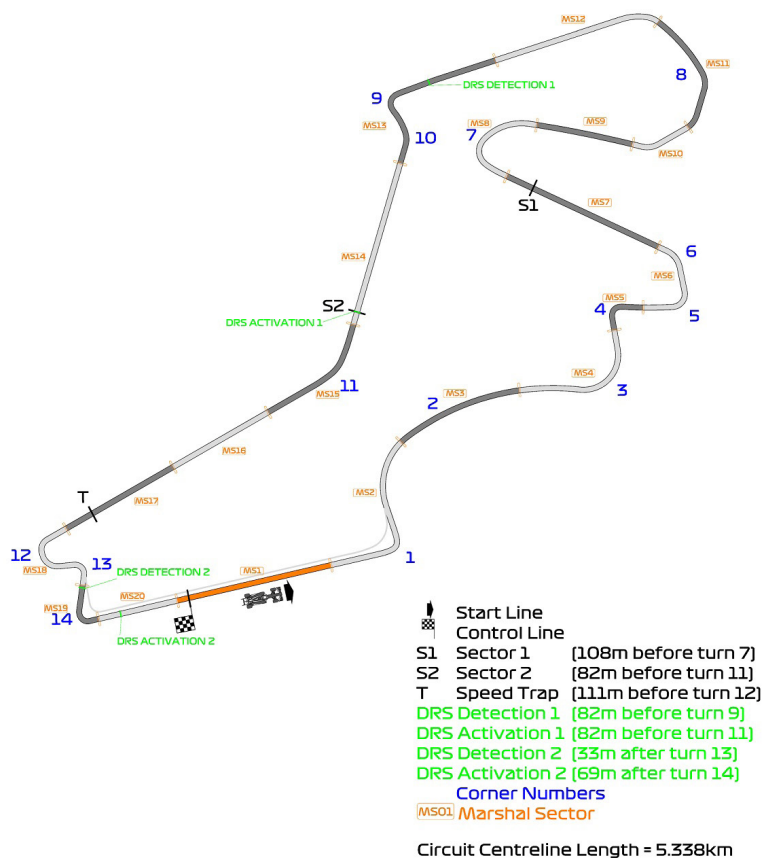 MS12
MS11
8
DRS DETECTION 1
9
MS13
10
MS8
MS9
7
MS10
S1
MS7
6
MS14
MS6
S2
DRS ACTIVATION 1
4
MS5
5
11
MS15
MS4
3
MS3
2
MS16
T
MS17
MS2
12
13
MS18
DRS DETECTION 2
MS1
1
MS19
MS20
14
DRS ACTIVATION 2
Start Line
Control Line
S1 Sector 1 (108m before turn 7)
S2 Sector 2 (82m before turn 11)
T Speed Trap (111m before turn 12)
DRS Detection 1 (82m before turn 9)
DRS Activation 1 (82m before turn 11)
DRS Detection 2 (33m after turn 13)
DRS Activation 2 (69m after turn 14)
Corner Numbers
MS01 Marshal Sector
Circuit Centreline Length = 5.338km